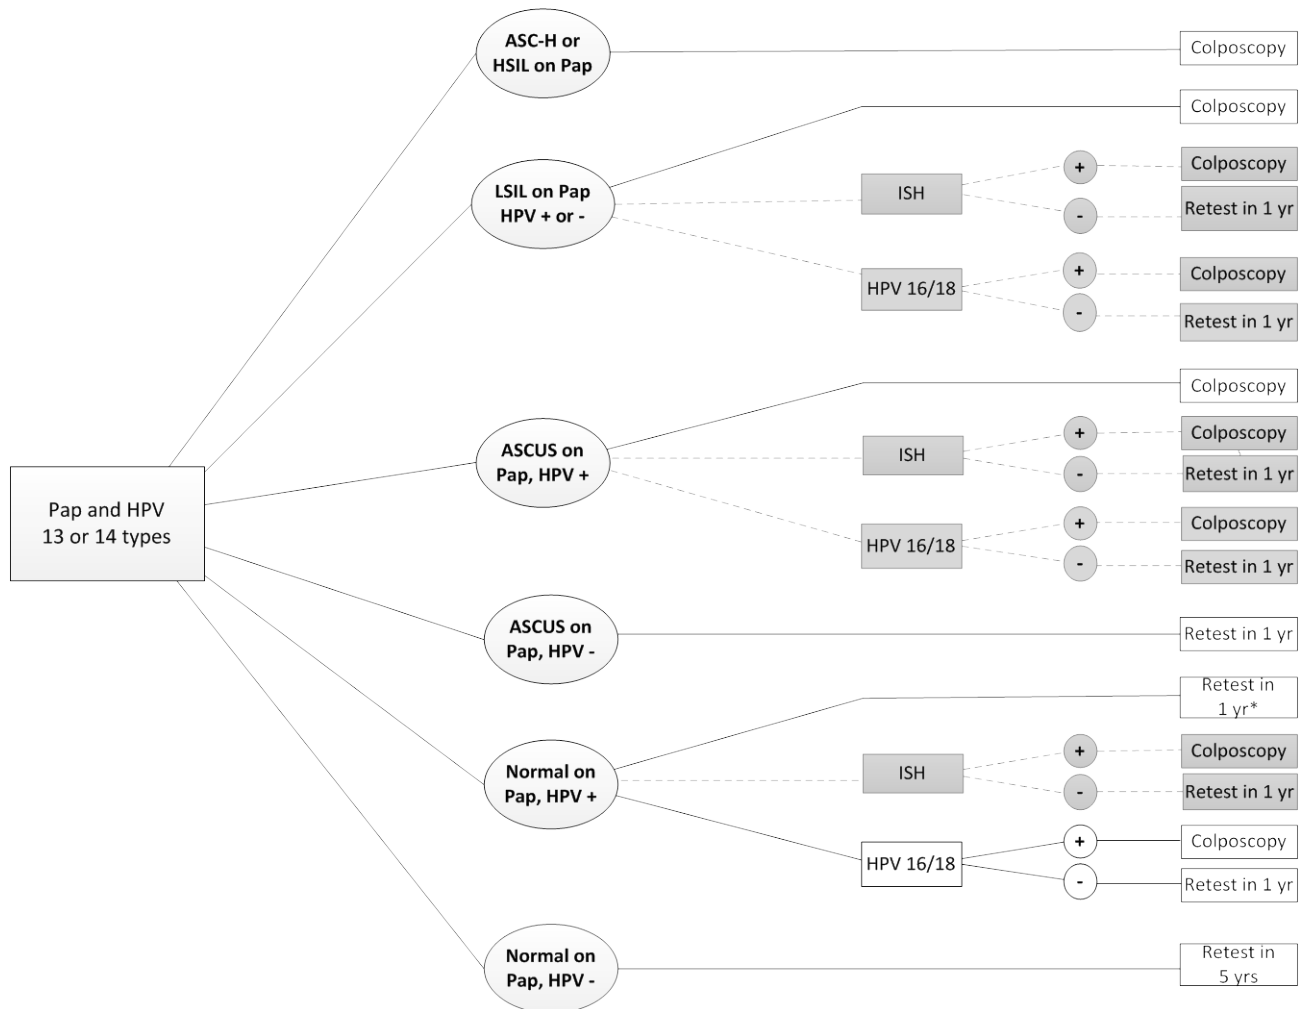 ASC-H or
HSIL on Pap
Colposcopy
LSIL on Pap
HPV + or -
Colposcopy
ISH
+
Colposcopy
-
Retest in 1 yr
HPV 16/18
+
Colposcopy
-
Retest in 1 yr
Pap and HPV
13 or 14 types
ASCUS on
Pap, HPV +
Colposcopy
ISH
+
Colposcopy
-
Retest in 1 yr
HPV 16/18
+
Colposcopy
-
Retest in 1 yr
ASCUS on
Pap, HPV -
Retest in 1 yr
Normal on
Pap, HPV +
Retest in
1 yr*
ISH
+
Colposcopy
-
Retest in 1 yr
HPV 16/18
+
Colposcopy
-
Retest in 1 yr
Normal on
Pap, HPV -
Retest in
5 yrs